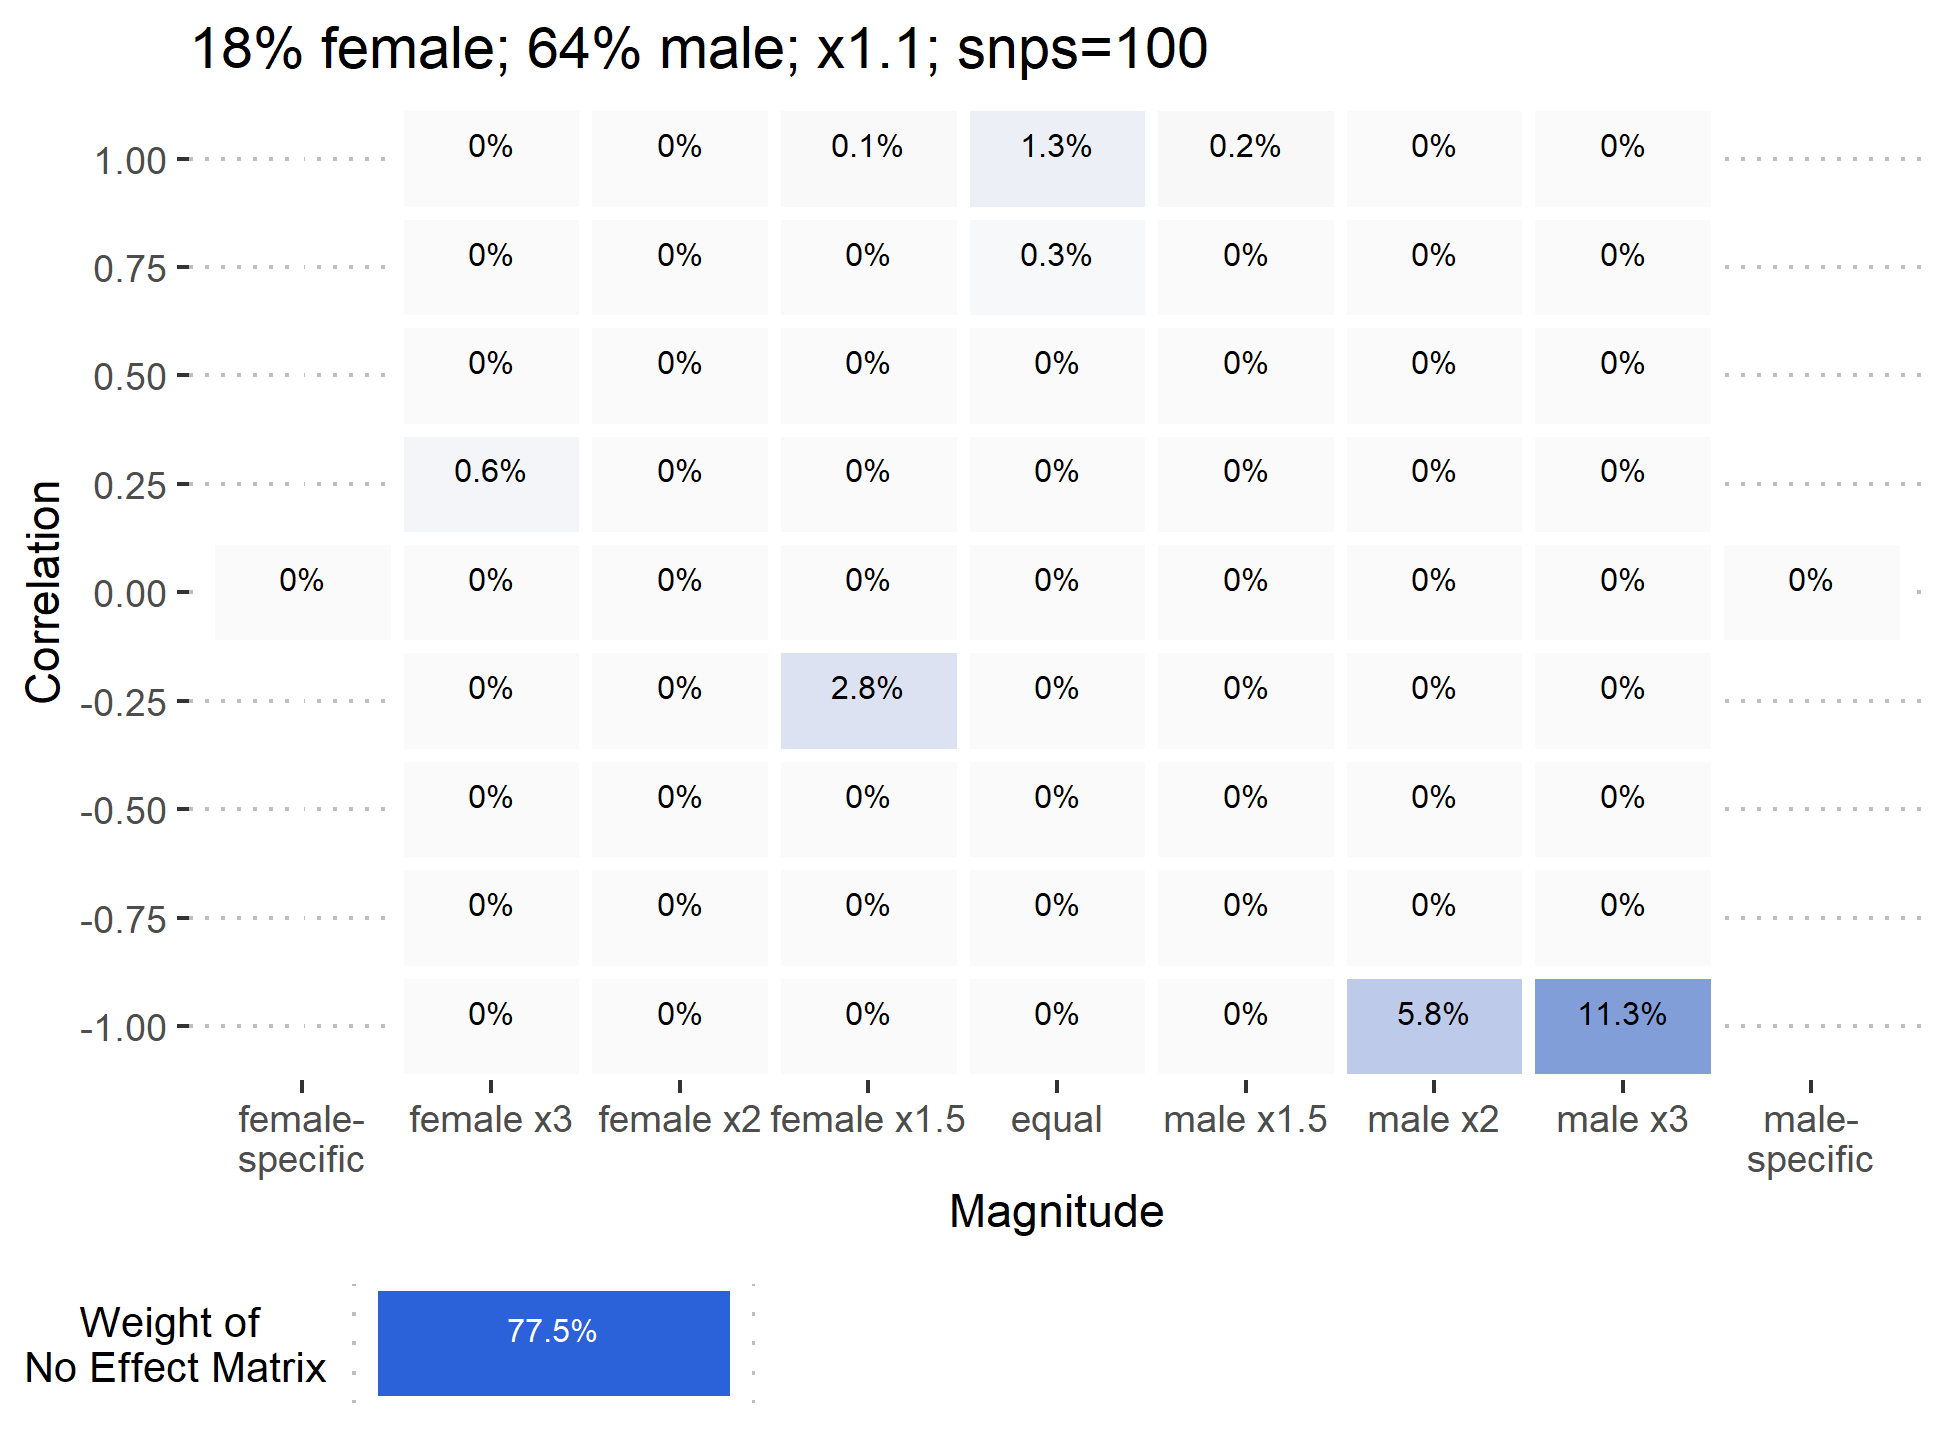 18% female; 64% male; x1.1; snps=100
1.00 0% 0% 0.1% 1.3% 0.2% 0% 0%
0.75 0% 0% 0% 0.3% 0% 0% 0%
0.50 0% 0% 0% 0% 0% 0% 0%
0.25 0.6% 0% 0% 0% 0% 0% 0%
0.00 0% 0% 0% 0% 0% 0% 0% 0% 0%
-0.25 0% 0% 2.8% 0% 0% 0% 0%
-0.50 0% 0% 0% 0% 0% 0% 0%
-0.75 0% 0% 0% 0% 0% 0% 0%
-1.00 0% 0% 0% 0% 0% 5.8% 11.3%
Correlation
female- female x3 female x2 female x1.5 equal male x1.5 male x2 male x3 male-
specific specific
Magnitude
Weight of
No Effect Matrix
77.5%